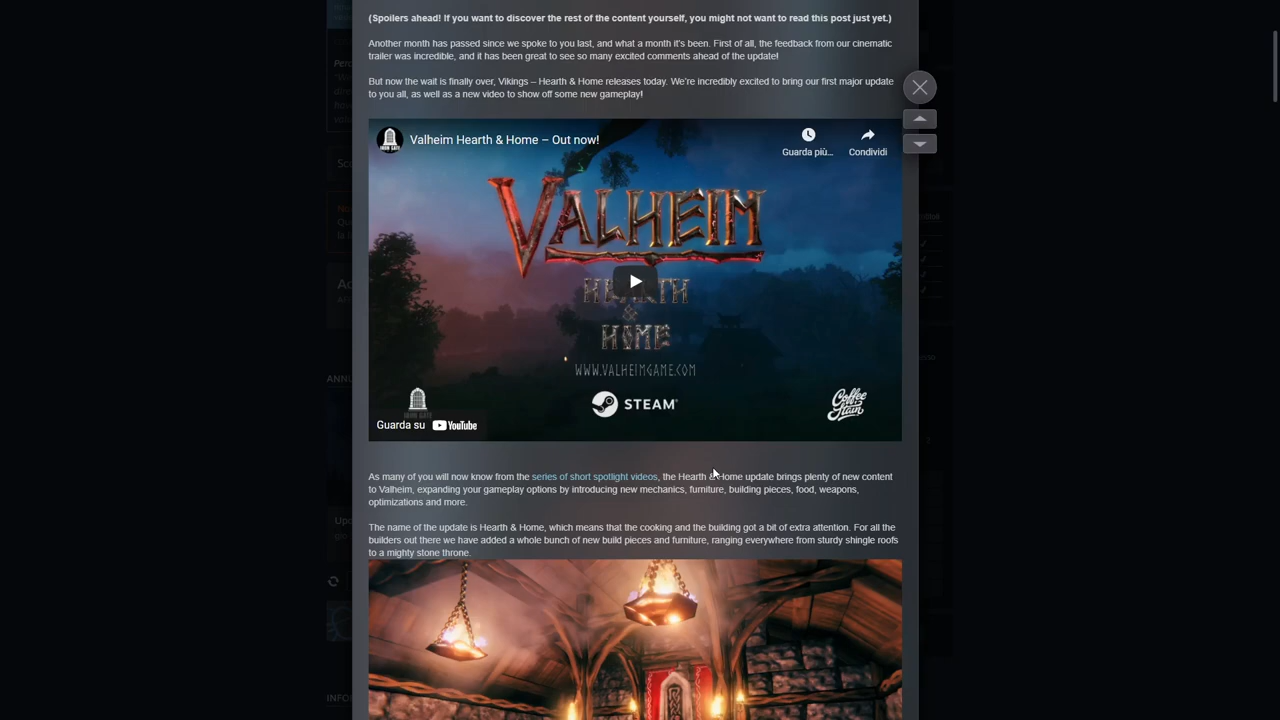 (Spoilers ahead! If you want to discover the rest of the content yourself, you might not want to read this post just yet.)
Another month has passed since we spoke to you last, and what a month it's been. First of all, the feedback from our cinematic
trailer was incredible, and it has been great to see so many excited comments ahead of the update!
But now the wait is finally over, Vikings – Hearth & Home releases today. We're incredibly excited to bring our first major update
to you all, as well as a new video to show off some new gameplay!
Valheim Hearth & Home – Out now!
Guarda più...
Condividi
VALHEIM
HEARTH
&
HOME
WWW.VALHEIMGAME.COM
IRON GATE
STEAM
Coffee Stain
Guarda su YouTube
As many of you will now know from the series of short spotlight videos, the Hearth & Home update brings plenty of new content
to Valheim, expanding your gameplay options by introducing new mechanics, furniture, building pieces, food, weapons,
optimizations and more.
The name of the update is Hearth & Home, which means that the cooking and the building got a bit of extra attention. For all the
builders out there we have added a whole bunch of new build pieces and furniture, ranging everywhere from sturdy shingle roofs
to a mighty stone throne.